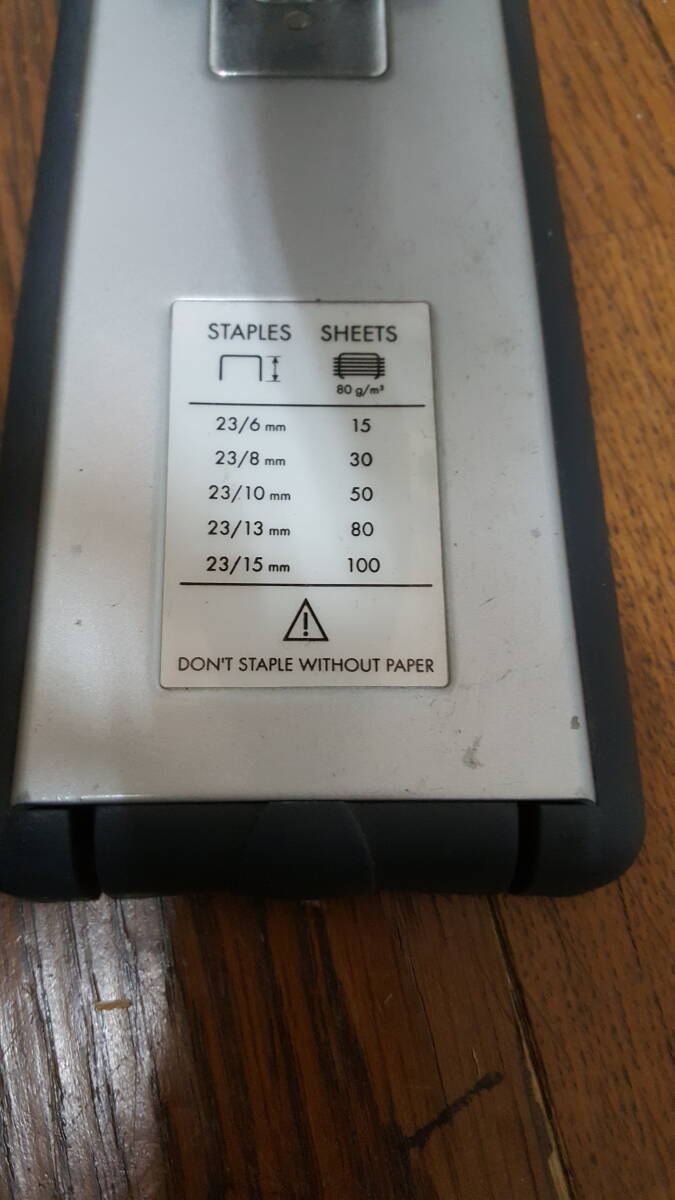 STAPLES SHEETS
80 g/m²
23/6 mm 15
23/8 mm 30
23/10 mm 50
23/13 mm 80
23/15 mm 100
DON'T STAPLE WITHOUT PAPER